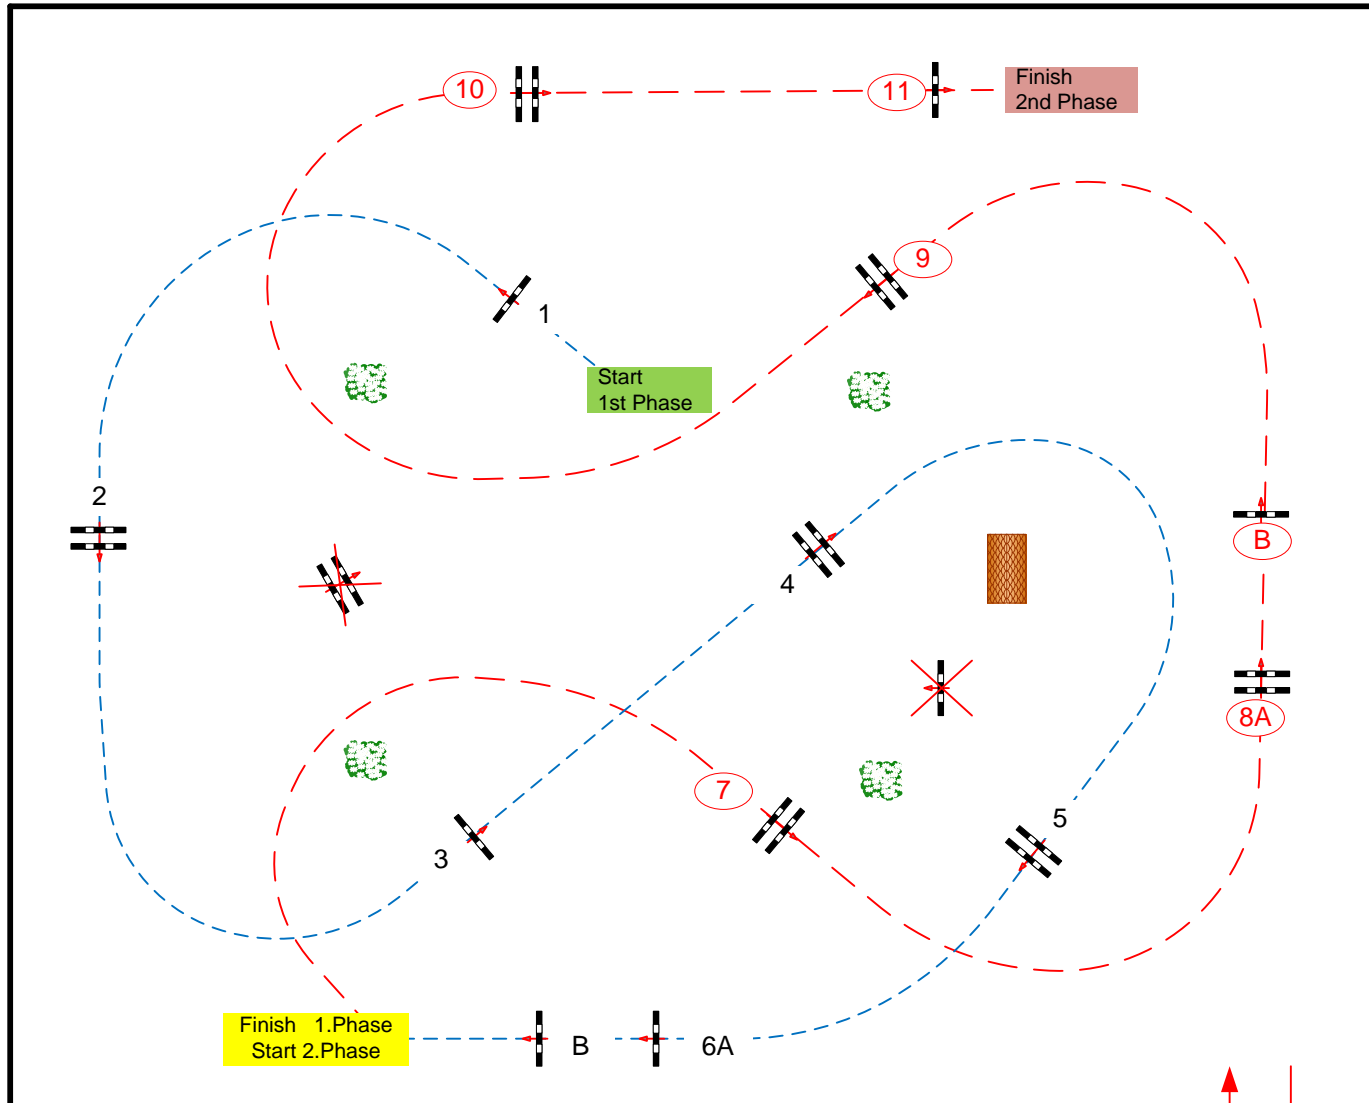 10
11
Finish
2nd Phase
9
1
Start
1st Phase
2
B
4
8A
7
5
3
Finish 1.Phase
Start 2.Phase
B
6A